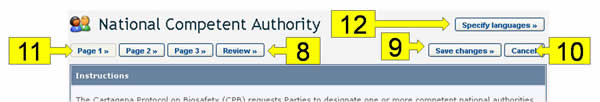 National Competent Authority
12
Specify languages »
11
Page 1 »
Page 2 »
Page 3 »
Review »
8
9
Save changes »
Cancel
10
Instructions
The Cartagena Protocol on Biosafety (CPB) requests Parties to designate one or more competent national authorities